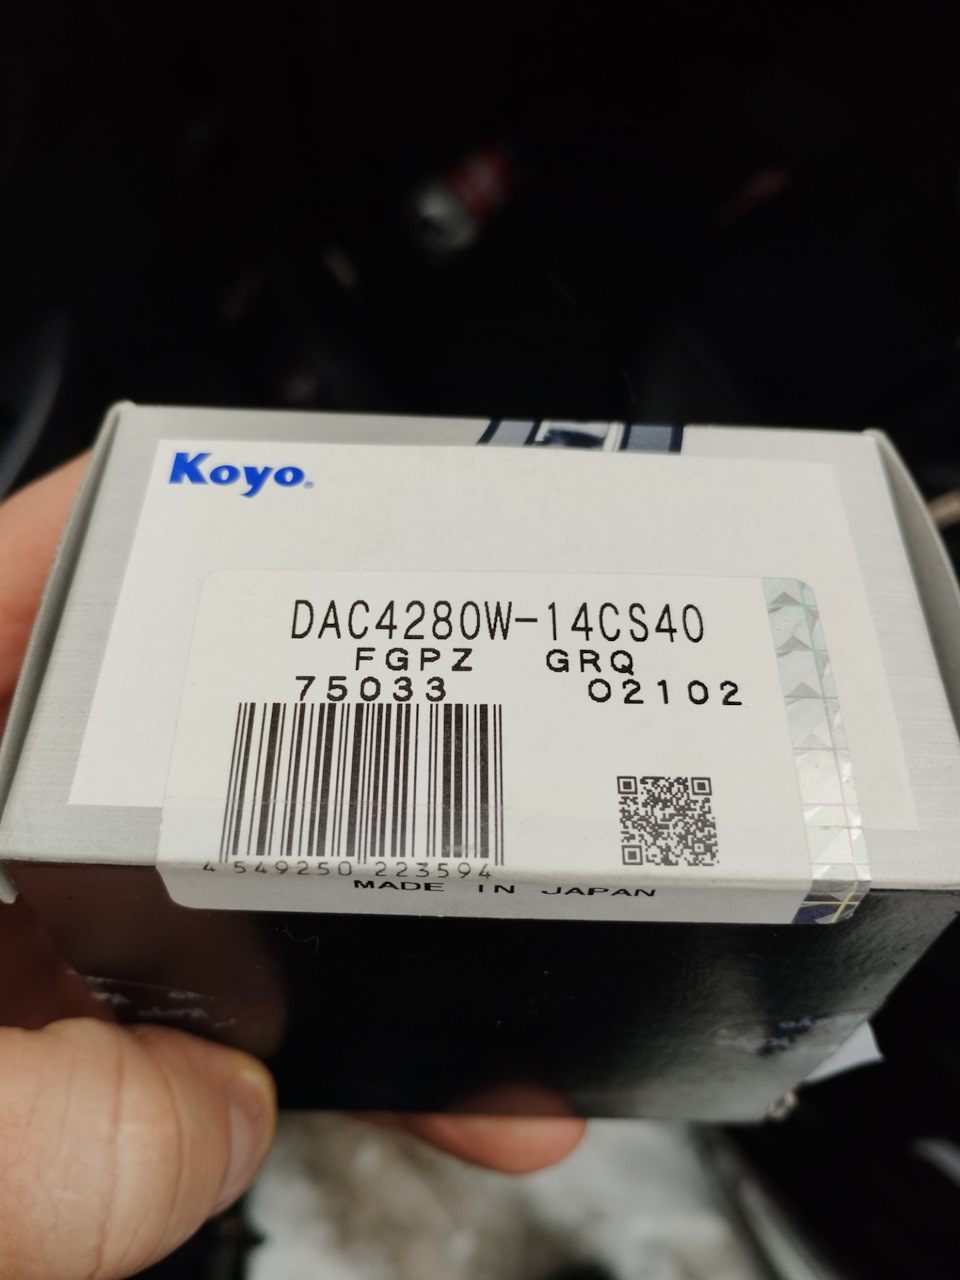 Koyo®
DAC4280W-14CS40
FGPZ GRQ
75033 02102
4 549250 223594
MADE IN JAPAN